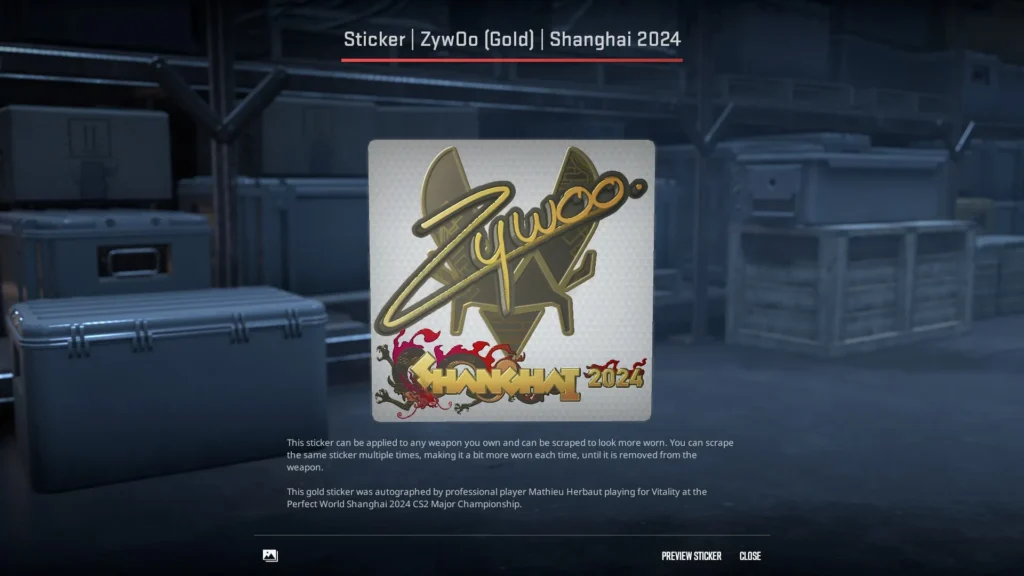 Sticker | ZywOo (Gold) | Shanghai 2024
Zywoo
SHANGHAI 2024
This sticker can be applied to any weapon you own and can be scraped to look more worn. You can scrape
the same sticker multiple times, making it a bit more worn each time, until it is removed from the
weapon.
This gold sticker was autographed by professional player Mathieu Herbaut playing for Vitality at the
Perfect World Shanghai 2024 CS2 Major Championship.
PREVIEW STICKER CLOSE